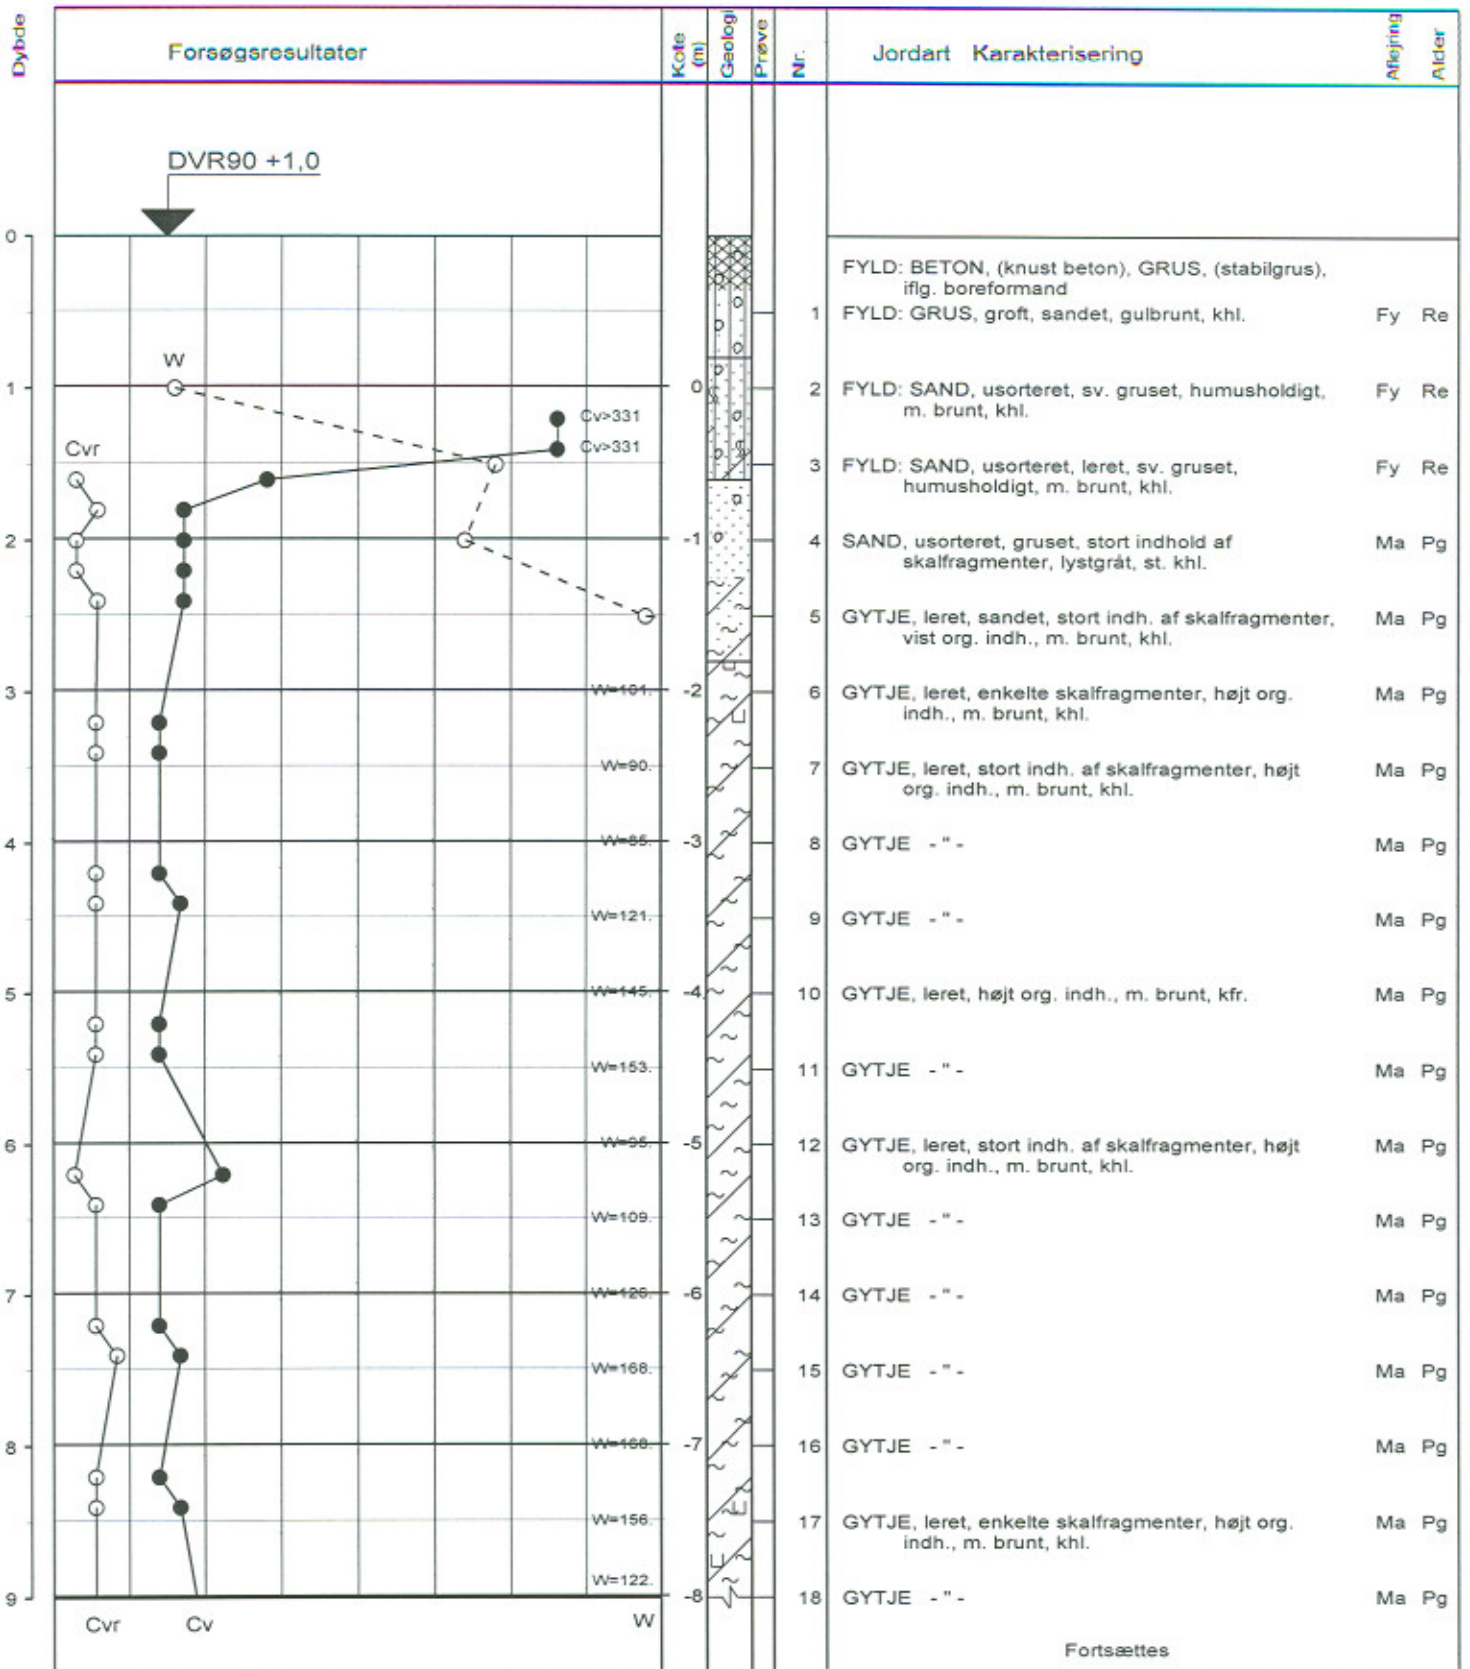 Dybde
Forsøgsresultater
Kote (m)
Geologi
Prøve
Nr.
Jordart Karakterisering
Aflejring
Alder
DVR90 +1,0
0
FYLD: BETON, (knust beton), GRUS, (stabilgrus),
iflg. boreformand
1 FYLD: GRUS, groft, sandet, gulbrunt, khl. Fy Re
W
1 0 2 FYLD: SAND, usorteret, sv. gruset, humusholdigt, Fy Re
m. brunt, khl.
Cv>331
Cvr Cv>331
3 FYLD: SAND, usorteret, leret, sv. gruset, Fy Re
humusholdigt, m. brunt, khl.
2 -1 4 SAND, usorteret, gruset, stort indhold af Ma Pg
skalfragmenter, lystgråt, st. khl.
5 GYTJE, leret, sandet, stort indh. af skalfragmenter, Ma Pg
vist org. indh., m. brunt, khl.
3 W=101. -2 6 GYTJE, leret, enkelte skalfragmenter, højt org. Ma Pg
indh., m. brunt, khl.
W=90. 7 GYTJE, leret, stort indh. af skalfragmenter, højt Ma Pg
org. indh., m. brunt, khl.
4 W=85. -3 8 GYTJE - " - Ma Pg
W=121. 9 GYTJE - " - Ma Pg
5 W=145. -4 10 GYTJE, leret, højt org. indh., m. brunt, kfr. Ma Pg
W=153. 11 GYTJE - " - Ma Pg
6 W=95. -5 12 GYTJE, leret, stort indh. af skalfragmenter, højt Ma Pg
org. indh., m. brunt, khl.
W=109. 13 GYTJE - " - Ma Pg
7 -6 14 GYTJE - " - Ma Pg
W=168. 15 GYTJE - " - Ma Pg
8 W=168. -7 16 GYTJE - " - Ma Pg
W=156. 17 GYTJE, leret, enkelte skalfragmenter, højt org. Ma Pg
indh., m. brunt, khl.
W=122.
9 -8 18 GYTJE - " - Ma Pg
Cvr Cv W
Fortsættes